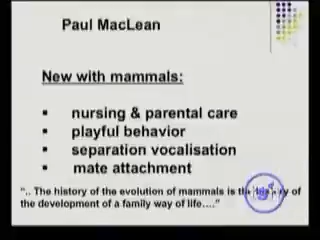 Paul MacLean
New with mammals:
▪ nursing & parental care
▪ playful behavior
▪ separation vocalisation
▪ mate attachment
".. The history of the evolution of mammals is the of
the development of a family way of life...."